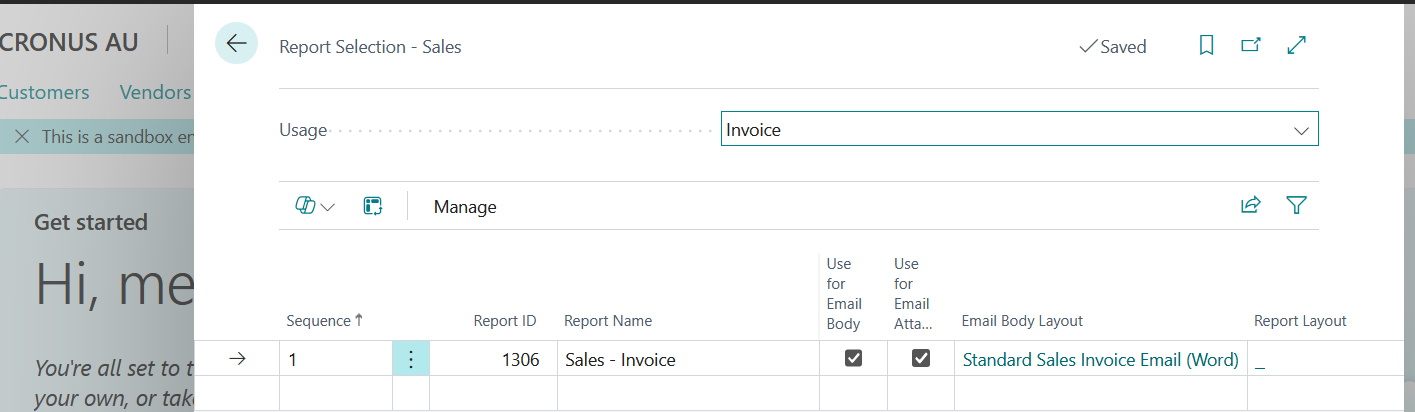 CRONUS AU
Report Selection - Sales
Saved
Customers Vendors
This is a sandbox en
Usage
Invoice
Manage
Get started
Hi, me
Use for Email Body
Use for Email Atta...
Sequence Report ID Report Name Email Body Layout Report Layout
1 1306 Sales - Invoice Standard Sales Invoice Email (Word) _
You're all set to t
your own, or tak